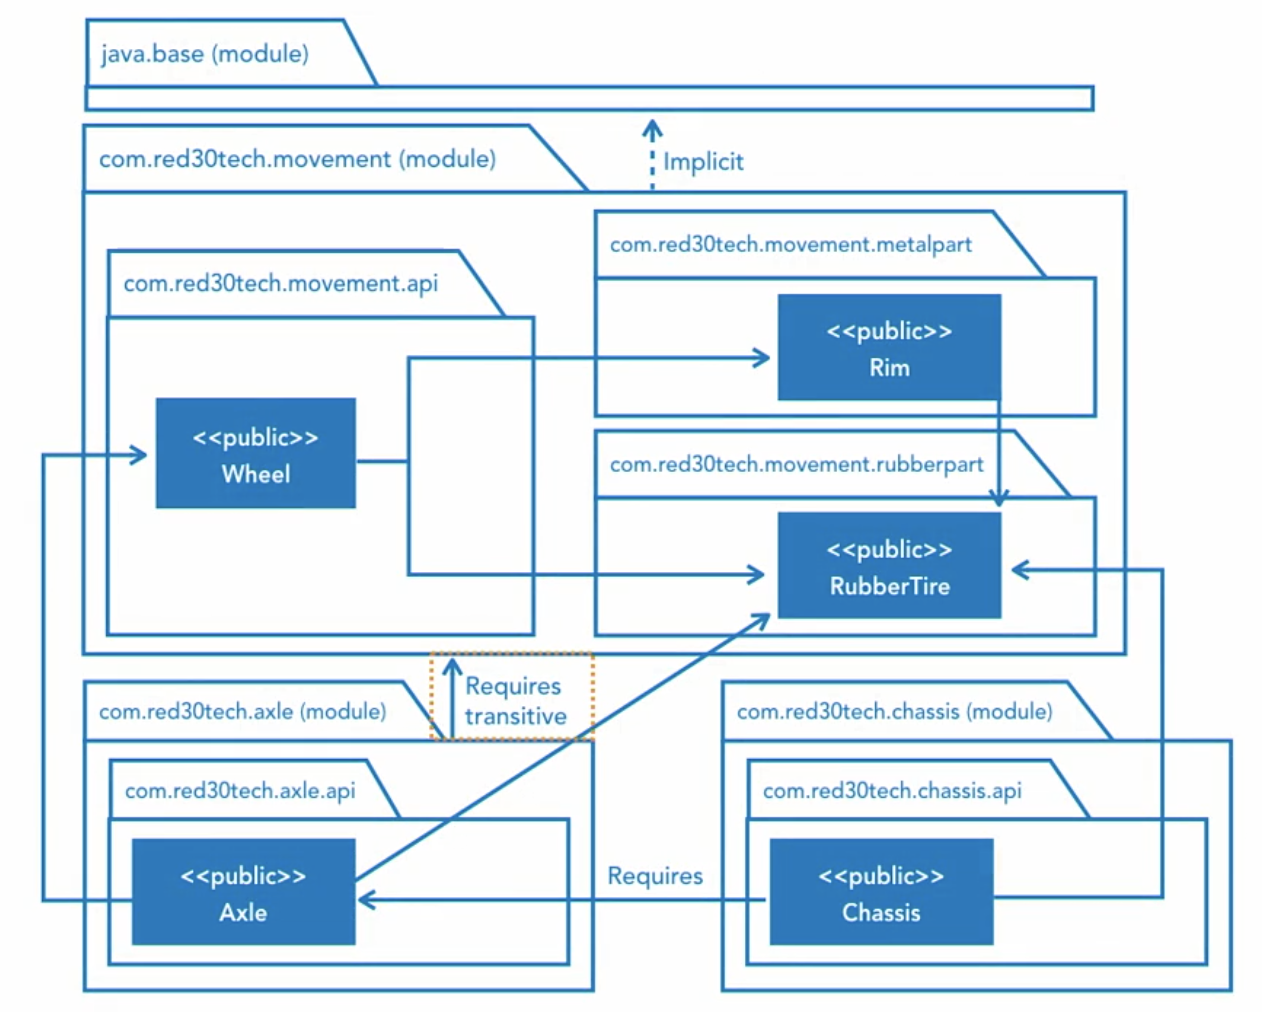 java.base (module)
com.red30tech.movement (module)
Implicit
com.red30tech.movement.metalpart
com.red30tech.movement.api
<<public>>
Rim
<<public>>
Wheel
com.red30tech.movement.rubberpart
<<public>>
RubberTire
Requires
transitive
com.red30tech.axle (module)
com.red30tech.chassis (module)
com.red30tech.axle.api
com.red30tech.chassis.api
<<public>>
Axle
Requires
<<public>>
Chassis